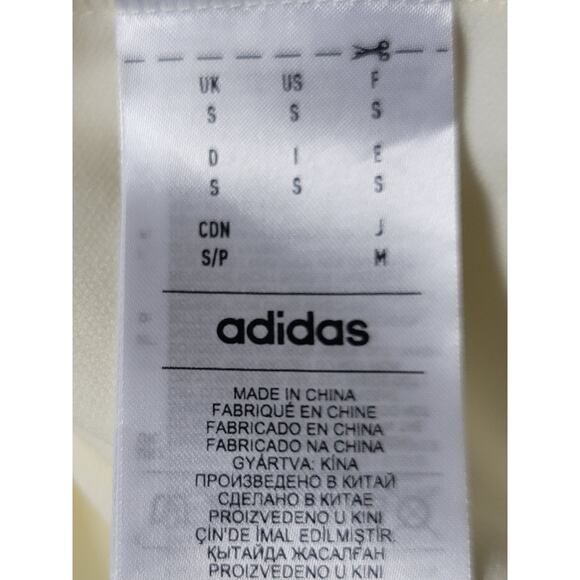 UK US F
S S S
D I E
S S S
CDN J
S/P M
adidas
MADE IN CHINA
FABRIQUÉ EN CHINE
FABRICADO EN CHINA
FABRICADO NA CHINA
GYÁRTVA: KÍNA
ПРОИЗВЕДЕНО В КИТАЙ
СДЕЛАНО В КИТАЕ
PROIZVEDENO U KINI
ÇİN'DE İMAL EDİLMİŞTİR.
ҚЫТАЙДА ЖАСАЛҒАН
PROIZVEDENO U KINI